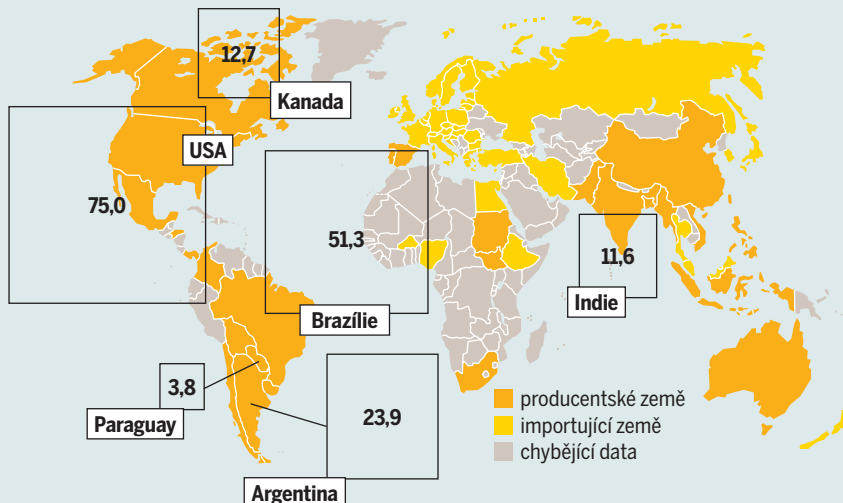 12,7
Kanada
USA
75,0
51,3
Brazílie
11,6
Indie
3,8
Paraguay
23,9
Argentina
producentské země
importující země
chybějící data